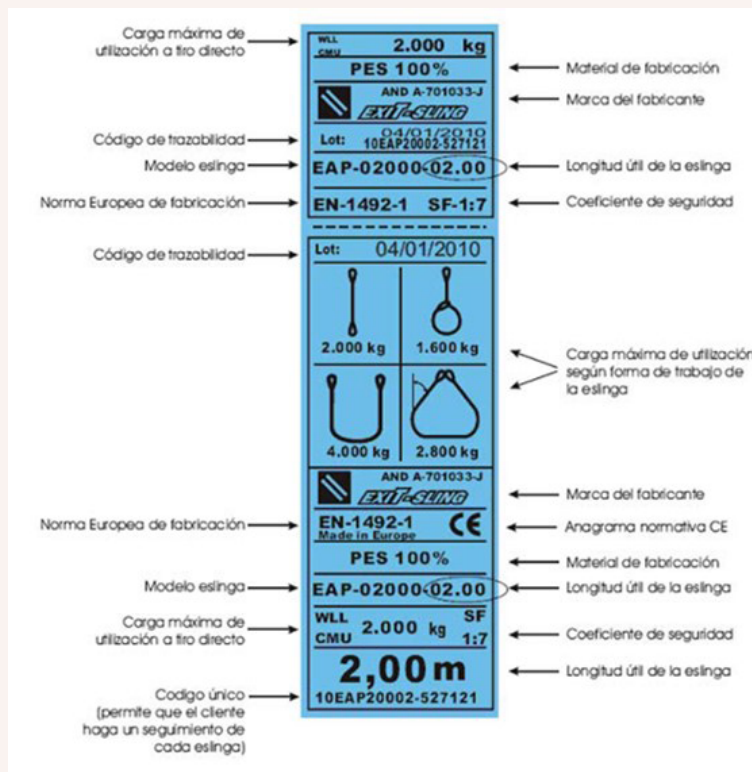 Carga máxima de
utilización a tiro directo
WLL
CMU
2.000 kg
PES 100%
Material de fabricación
AND A-701033-J
EXIT-SLING
Marca del fabricante
Código de trazabilidad
Lot:
04/01/2010
10EAP20002-527121
Modelo eslinga
EAP-02000-02.00
Longitud útil de la eslinga
Norma Europea de fabricación
EN-1492-1 SF-1:7
Coeficiente de seguridad
Código de trazabilidad
Lot: 04/01/2010
2.000 kg
1.600 kg
4.000 kg
2.800 kg
Carga máxima de utilización
según forma de trabajo de
la eslinga
AND A-701033-J
EXIT-SLING
Marca del fabricante
Norma Europea de fabricación
EN-1492-1
Made in Europe
CE
Anagrama normativa CE
PES 100%
Material de fabricación
Modelo eslinga
EAP-02000-02.00
Longitud útil de la eslinga
Carga máxima de
utilización a tiro directo
WLL
CMU
2.000 kg
SF
1:7
Coeficiente de seguridad
2,00m
Longitud útil de la eslinga
Codigo único
(permite que el cliente
haga un seguimiento de
cada eslinga)
10EAP20002-527121